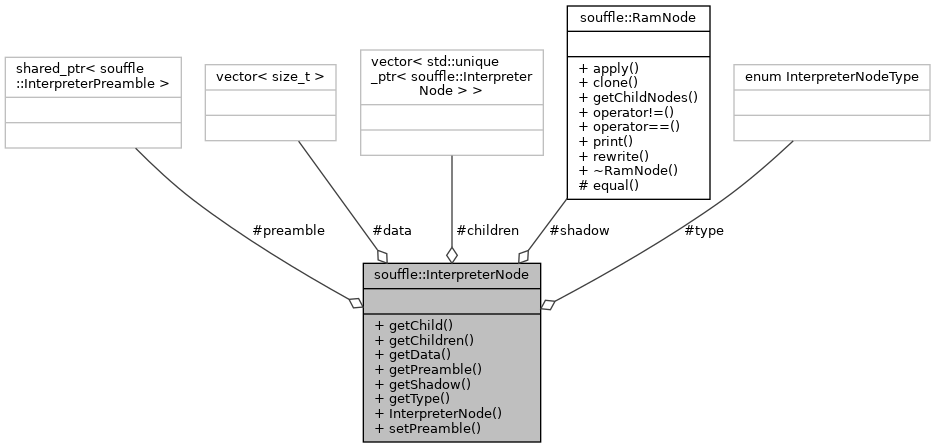 shared_ptr< souffle
::InterpreterPreamble >
vector< size_t >
vector< std::unique
_ptr< souffle::Interpreter
Node > >
souffle::RamNode
+ apply()
+ clone()
+ getChildNodes()
+ operator!=()
+ operator==()
+ print()
+ rewrite()
+ ~RamNode()
# equal()
enum InterpreterNodeType
#preamble
#data
#children
#shadow
#type
souffle::InterpreterNode
+ getChild()
+ getChildren()
+ getData()
+ getPreamble()
+ getShadow()
+ getType()
+ InterpreterNode()
+ setPreamble()